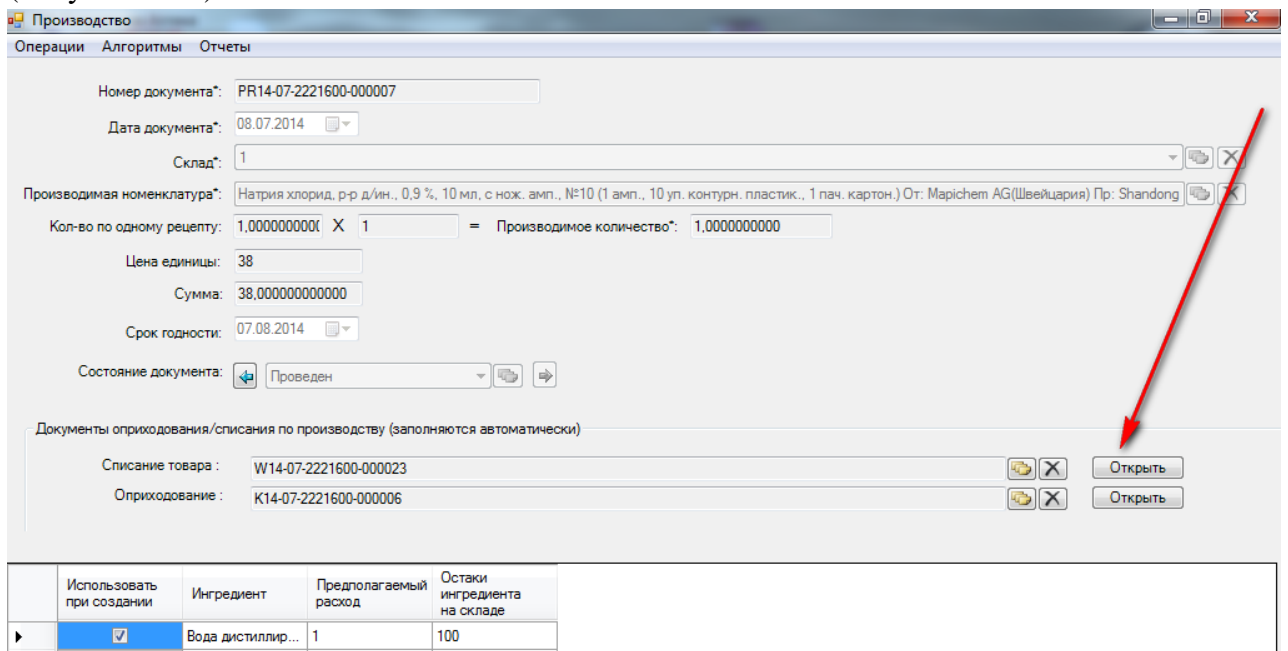 Производство
Операции Алгоритмы Отчеты
Номер документа*: PR14-07-2221600-000007
Дата документа*: 08.07.2014
Склад*: 1
Производимая номенклатура*: Натрия хлорид, р-р д/ин., 0,9 %, 10 мл, с нож. амп., №10 (1 амп., 10 уп. контурн. пластик., 1 пач. картон.) От: Mapichem AG(Швейцария) Пр: Shandong
Кол-во по одному рецепту: 1,000000000( X 1 = Производимое количество*: 1,0000000000
Цена единицы: 38
Сумма: 38,000000000000
Срок годности: 07.08.2014
Состояние документа: Проведен
Документы оприходования/списания по производству (заполняются автоматически)
Списание товара : W14-07-2221600-000023 Открыть
Оприходование : K14-07-2221600-000006 Открыть
Использовать при создании Ингредиент Предполагаемый расход Остаки ингредиента на складе
Вода дистиллир... 1 100